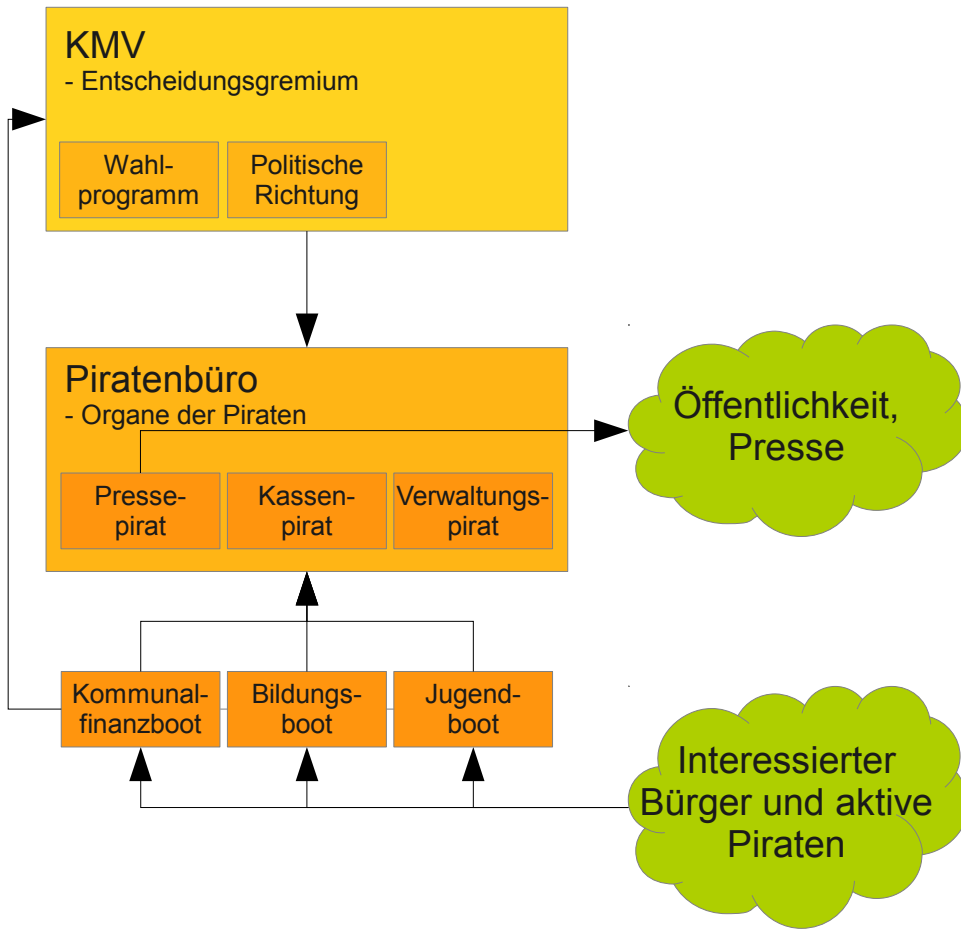 KMV
- Entscheidungsgremium
Wahl-
programm
Politische
Richtung
Piratenbüro
- Organe der Piraten
Presse-
pirat
Kassen-
pirat
Verwaltungs-
pirat
Öffentlichkeit,
Presse
Kommunal-
finanzboot
Bildungs-
boot
Jugend-
boot
Interessierter
Bürger und aktive
Piraten